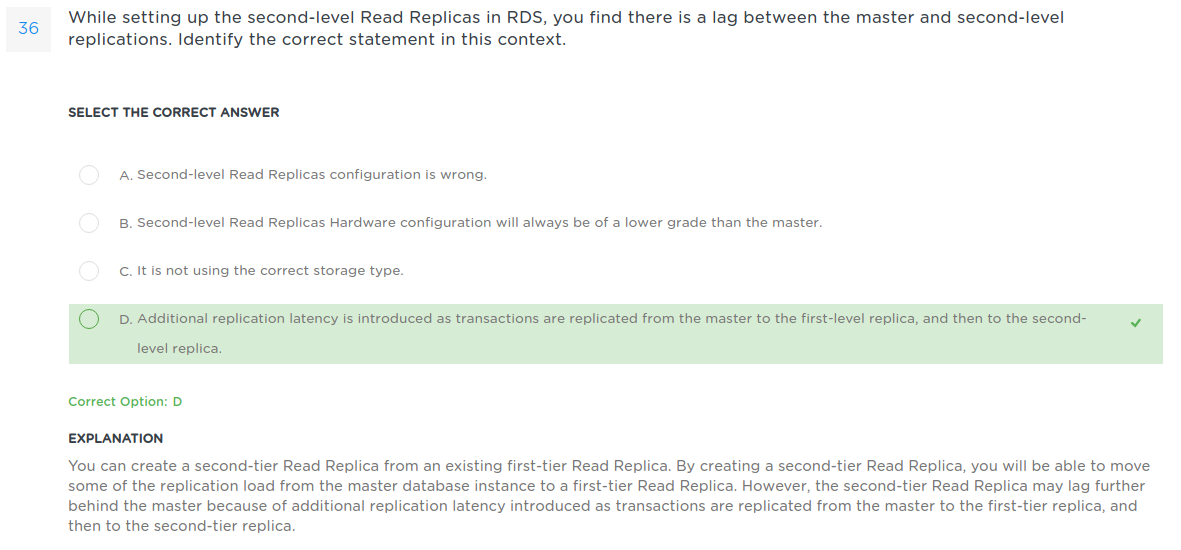 36
While setting up the second-level Read Replicas in RDS, you find there is a lag between the master and second-level
replications. Identify the correct statement in this context.
SELECT THE CORRECT ANSWER
A. Second-level Read Replicas configuration is wrong.
B. Second-level Read Replicas Hardware configuration will always be of a lower grade than the master.
C. It is not using the correct storage type.
D. Additional replication latency is introduced as transactions are replicated from the master to the first-level replica, and then to the second-
level replica.
Correct Option: D
EXPLANATION
You can create a second-tier Read Replica from an existing first-tier Read Replica. By creating a second-tier Read Replica, you will be able to move
some of the replication load from the master database instance to a first-tier Read Replica. However, the second-tier Read Replica may lag further
behind the master because of additional replication latency introduced as transactions are replicated from the master to the first-tier replica, and
then to the second-tier replica.